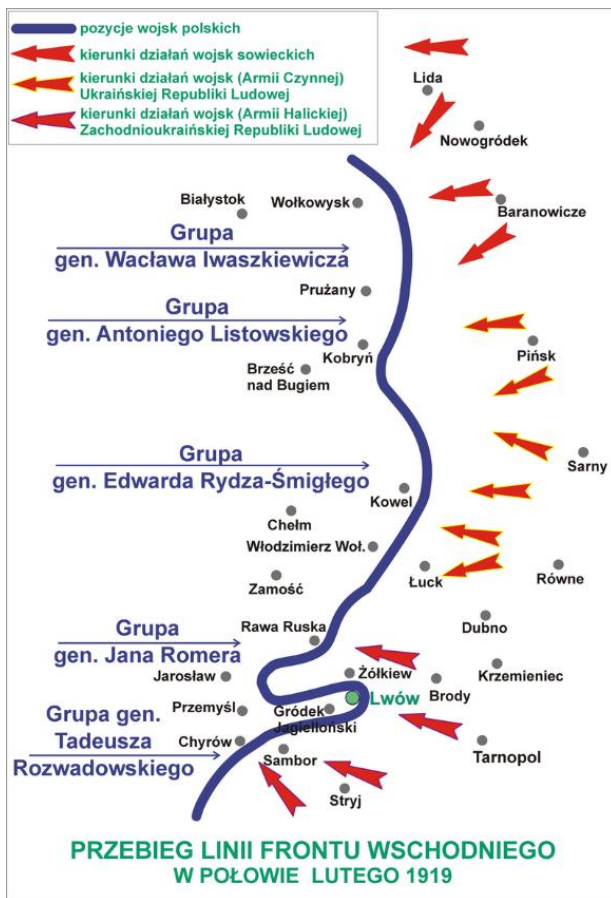 pozycje wojsk polskich
kierunki działań wojsk sowieckich
kierunki działań wojsk (Armii Czynnej)
Ukraińskiej Republiki Ludowej
kierunki działań wojsk (Armii Halickiej)
Zachodnioukraińskiej Republiki Ludowej
Lida
Nowogródek
Białystok
Wołkowysk
Baranowicze
Grupa
gen. Wacława Iwaszkiewicza
Prużany
Grupa
gen. Antoniego Listowskiego
Kobryń
Pińsk
Brześć
nad Bugiem
Grupa
gen. Edwarda Rydza-Śmigłego
Sarny
Kowel
Chełm
Włodzimierz Woł.
Łuck
Równe
Zamość
Dubno
Rawa Ruska
Grupa
gen. Jana Romera
Jarosław
Żółkiew
Krzemieniec
Brody
Lwów
Przemyśl
Gródek
Jagielloński
Grupa gen.
Tadeusza
Rozwadowskiego
Chyrów
Sambor
Tarnopol
Stryj
PRZEBIEG LINII FRONTU WSCHODNIEGO
W POŁOWIE LUTEGO 1919